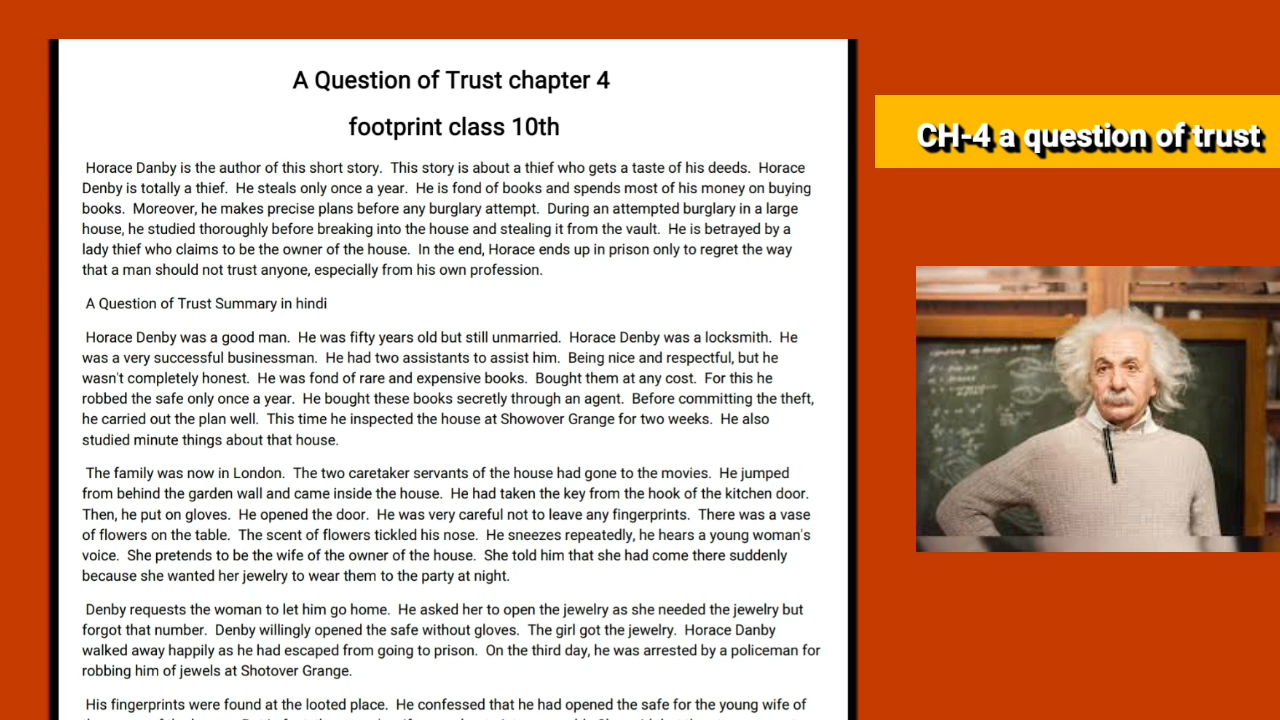 A Question of Trust chapter 4
footprint class 10th
Horace Danby is the author of this short story. This story is about a thief who gets a taste of his deeds. Horace
Denby is totally a thief. He steals only once a year. He is fond of books and spends most of his money on buying
books. Moreover, he makes precise plans before any burglary attempt. During an attempted burglary in a large
house, he studied thoroughly before breaking into the house and stealing it from the vault. He is betrayed by a
lady thief who claims to be the owner of the house. In the end, Horace ends up in prison only to regret the way
that a man should not trust anyone, especially from his own profession.
A Question of Trust Summary in hindi
Horace Denby was a good man. He was fifty years old but still unmarried. Horace Denby was a locksmith. He
was a very successful businessman. He had two assistants to assist him. Being nice and respectful, but he
wasn't completely honest. He was fond of rare and expensive books. Bought them at any cost. For this he
robbed the safe only once a year. He bought these books secretly through an agent. Before committing the theft,
he carried out the plan well. This time he inspected the house at Showover Grange for two weeks. He also
studied minute things about that house.
The family was now in London. The two caretaker servants of the house had gone to the movies. He jumped
from behind the garden wall and came inside the house. He had taken the key from the hook of the kitchen door.
Then, he put on gloves. He opened the door. He was very careful not to leave any fingerprints. There was a vase
of flowers on the table. The scent of flowers tickled his nose. He sneezes repeatedly, he hears a young woman's
voice. She pretends to be the wife of the owner of the house. She told him that she had come there suddenly
because she wanted her jewelry to wear them to the party at night.
Denby requests the woman to let him go home. He asked her to open the jewelry as she needed the jewelry but
forgot that number. Denby willingly opened the safe without gloves. The girl got the jewelry. Horace Danby
walked away happily as he had escaped from going to prison. On the third day, he was arrested by a policeman for
robbing him of jewels at Shotover Grange.
His fingerprints were found at the looted place. He confessed that he had opened the safe for the young wife of
CH-4 a question of trust